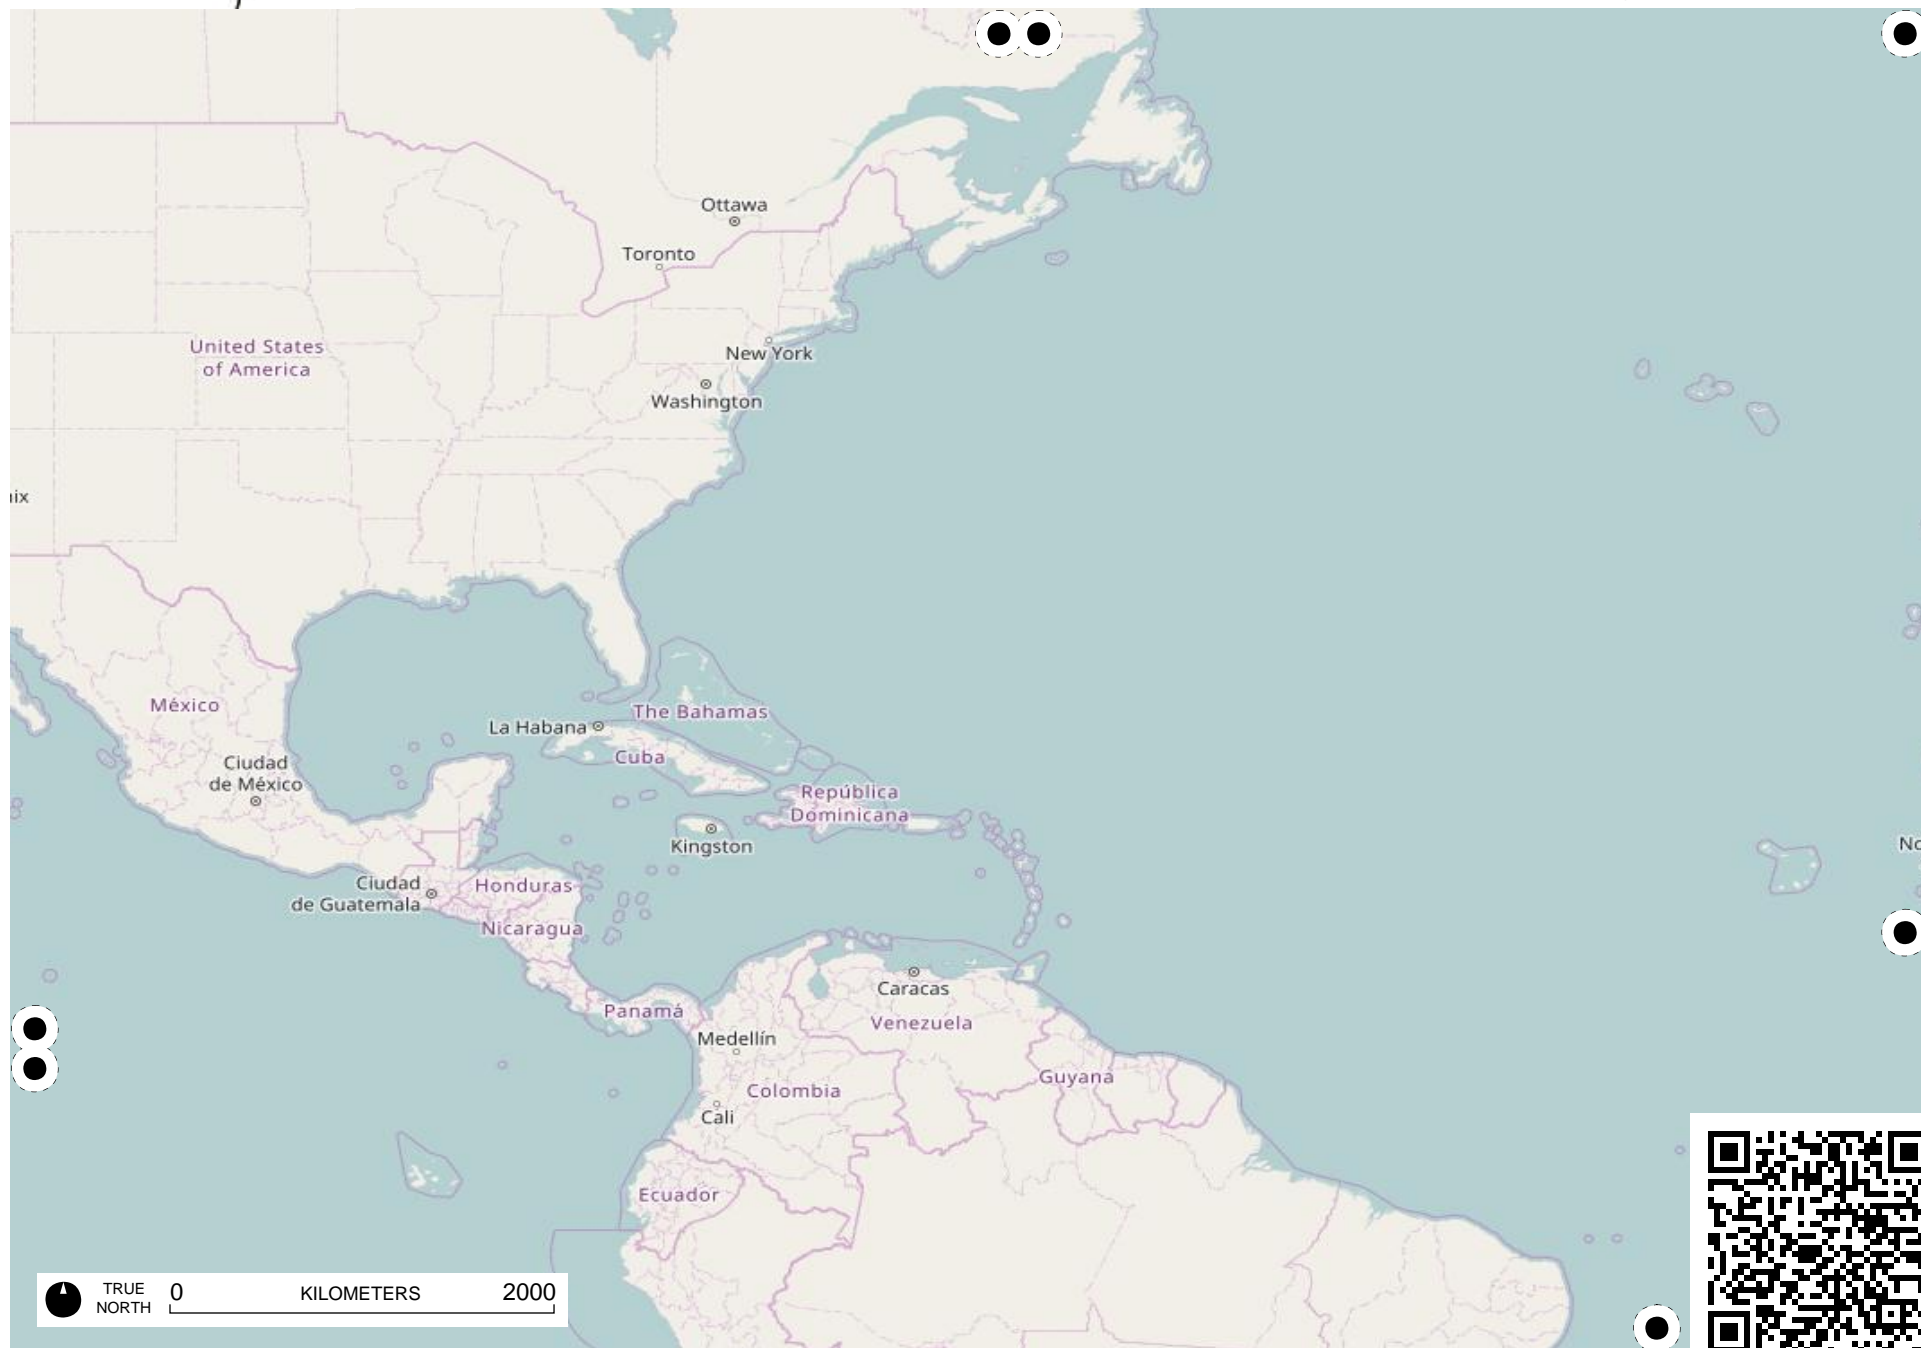 Ottawa
Toronto
United States
of America
New York
Washington
ix
México
La Habana
The Bahamas
Cuba
Ciudad
de México
República
Dominicana
Kingston
No
Ciudad
de Guatemala
Honduras
Nicaragua
Caracas
Panamá
Venezuela
Medellín
Guyana
Colombia
Cali
Ecuador
TRUE
NORTH
0 KILOMETERS 2000